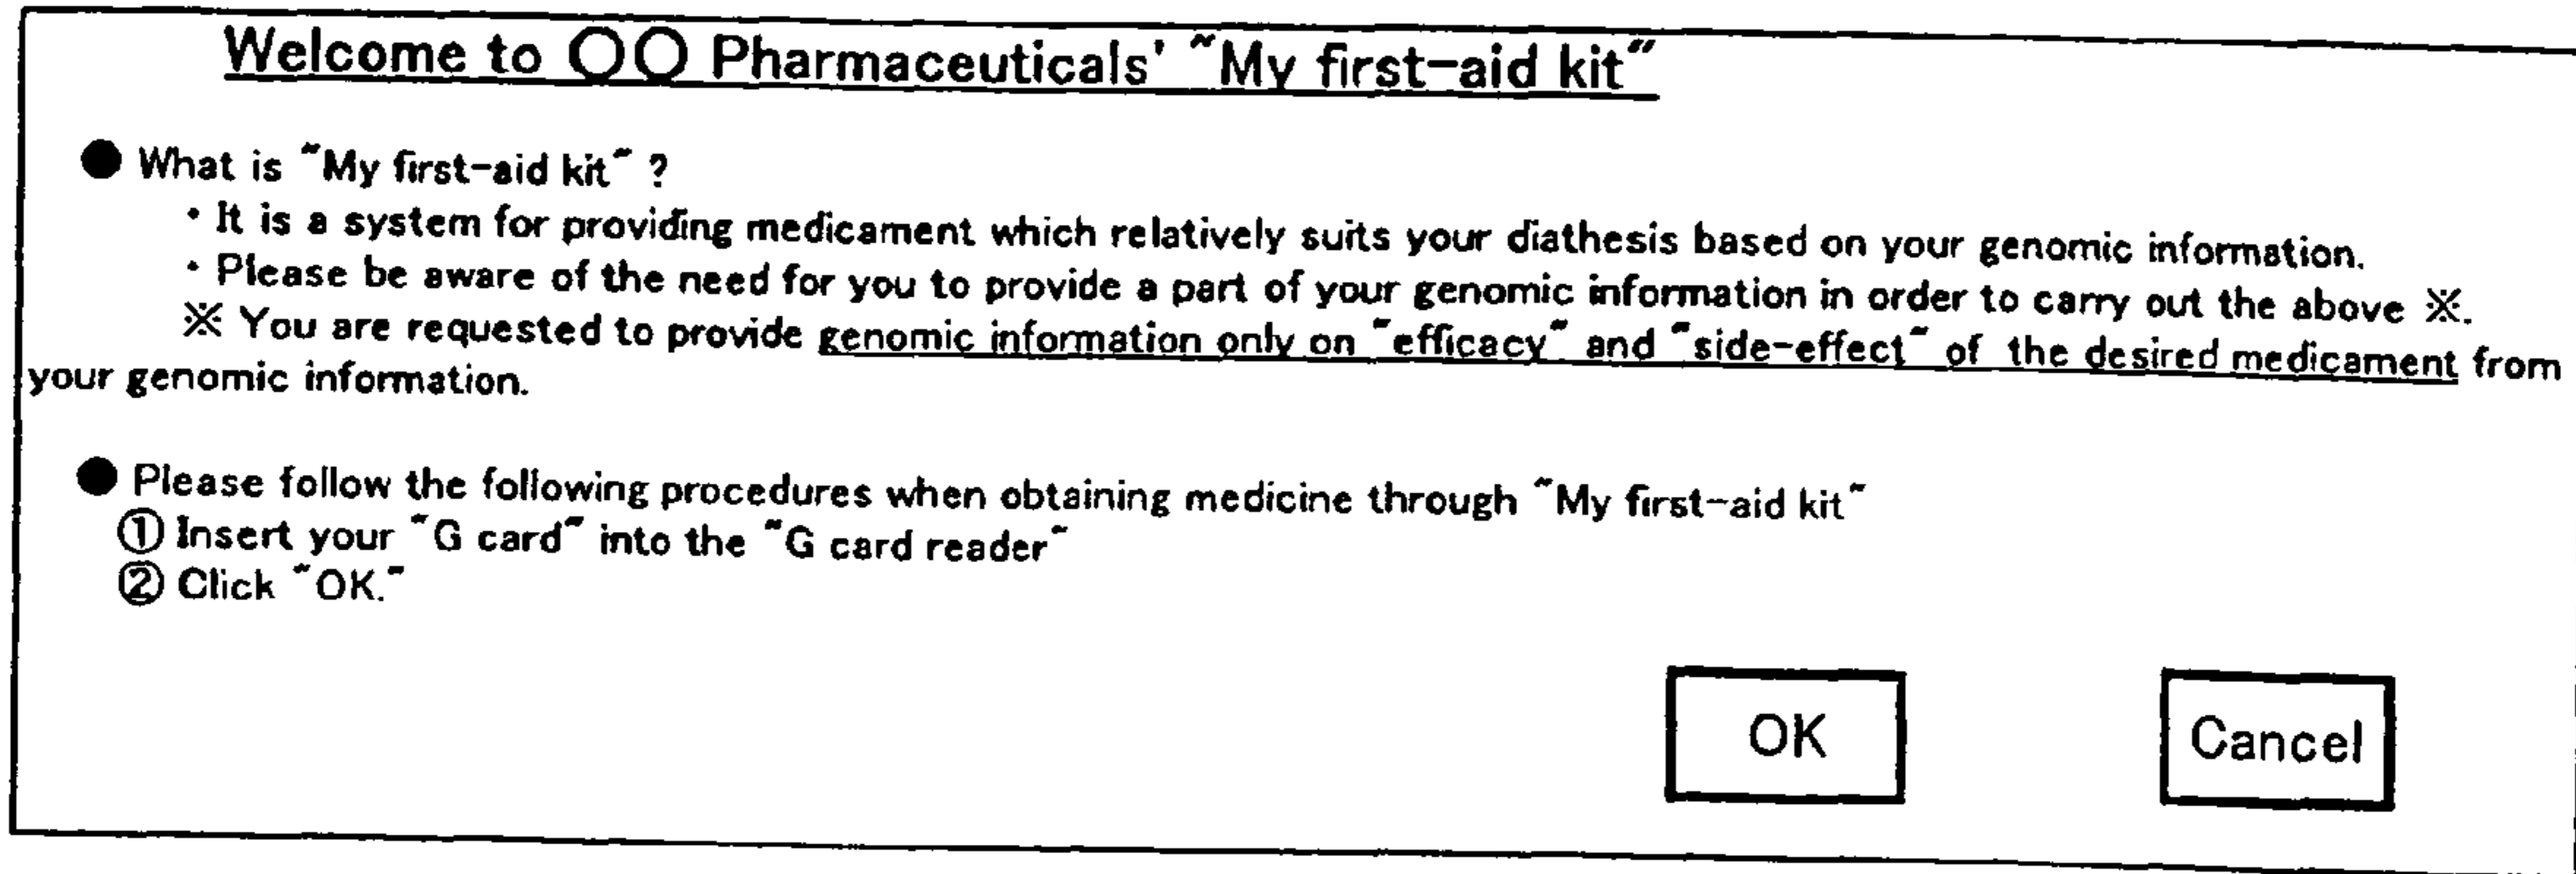 Welcome to 〇〇 Pharmaceuticals' "My first-aid kit"
● What is "My first-aid kit" ?
・It is a system for providing medicament which relatively suits your diathesis based on your genomic information.
・Please be aware of the need for you to provide a part of your genomic information in order to carry out the above ※.
※ You are requested to provide genomic information only on "efficacy" and "side-effect" of the desired medicament from
your genomic information.
● Please follow the following procedures when obtaining medicine through "My first-aid kit"
① Insert your "G card" into the "G card reader"
② Click "OK."
OK Cancel